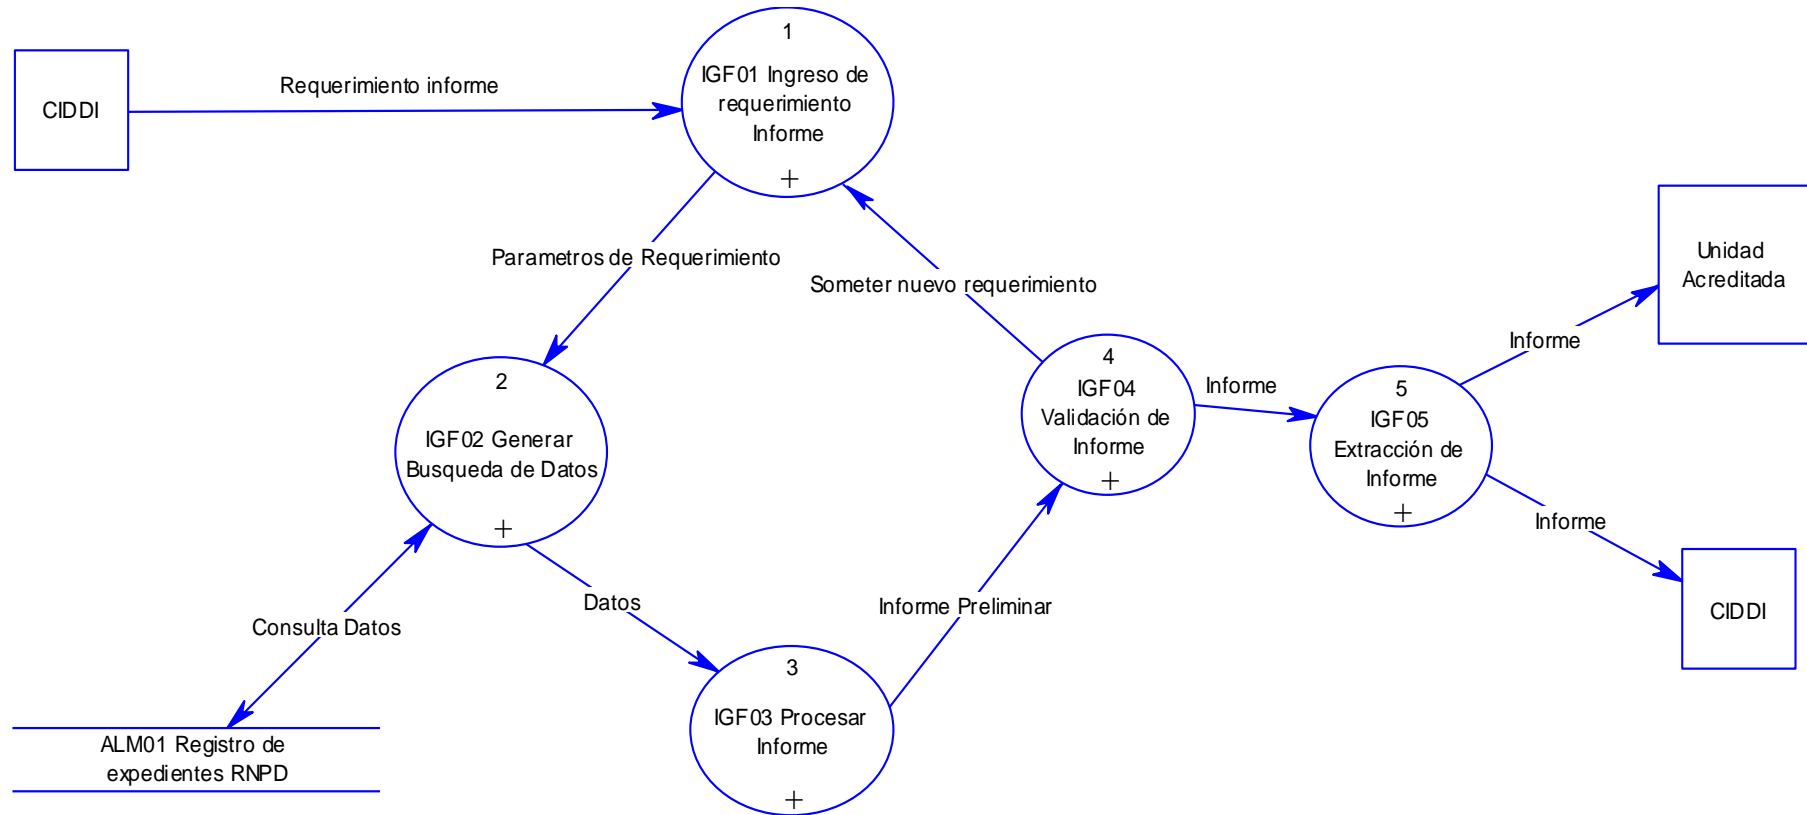 1
IGF01 Ingreso de
requerimiento
Informe
+
CIDDI
Requerimiento informe
Parametros de Requerimiento
Someter nuevo requerimiento
Unidad
Acreditada
2
IGF02 Generar
Busqueda de Datos
+
4
IGF04
Validación de
Informe
+
Informe
5
IGF05
Extracción de
Informe
+
Informe
Informe
CIDDI
Consulta Datos
Datos
Informe Preliminar
3
IGF03 Procesar
Informe
+
ALM01 Registro de
expedientes RNPD